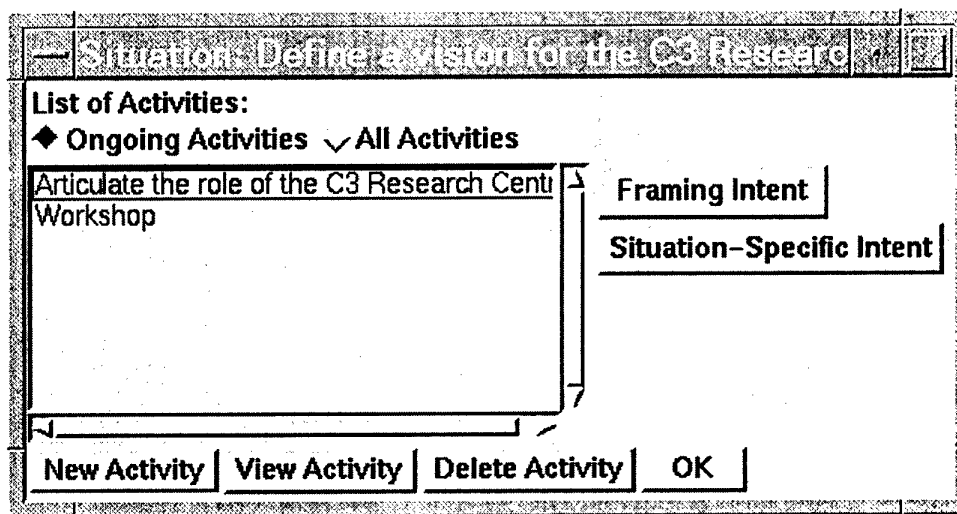 Situation- Define a vision for the C3 Researc
List of Activities:
Ongoing Activities All Activities
Articulate the role of the C3 Research Cent
Workshop
Framing Intent
Situation-Specific Intent
New Activity View Activity Delete Activity OK